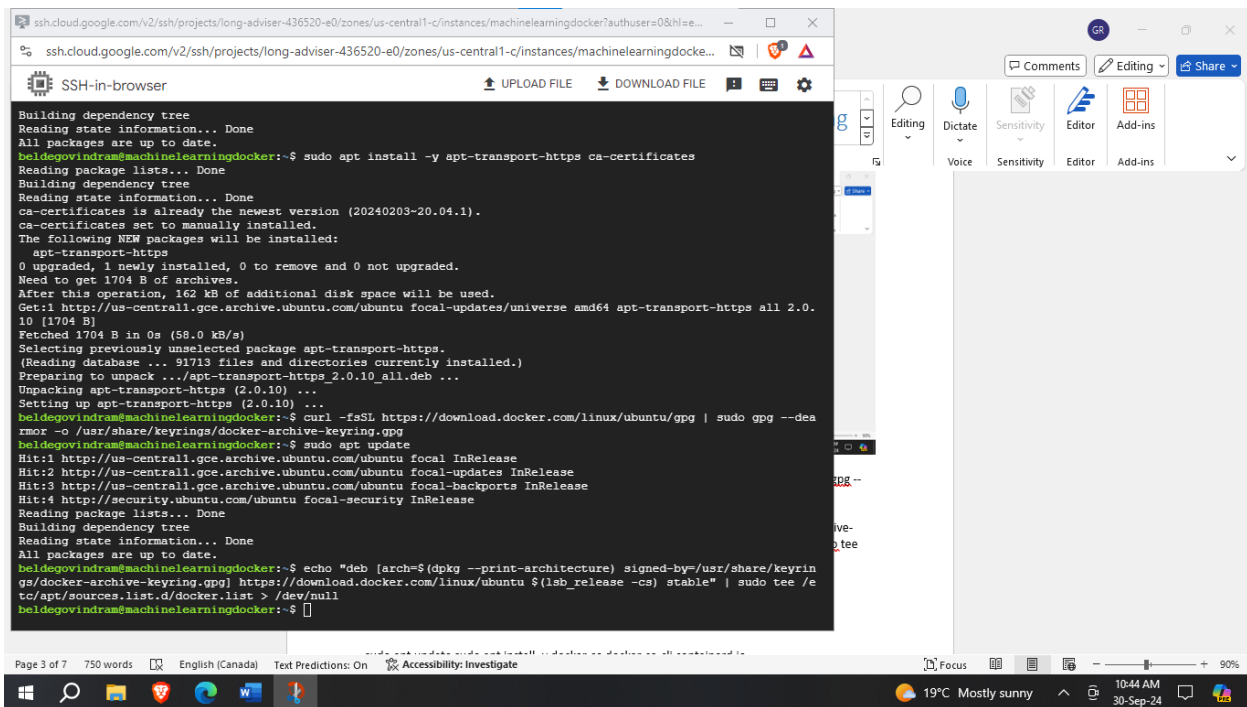 ssh.cloud.google.com/v2/ssh/projects/long-adviser-436520-e0/zones/us-central1-c/instances/machinelearningdocker?authuser=0&hl=e...
ssh.cloud.google.com/v2/ssh/projects/long-adviser-436520-e0/zones/us-central1-c/instances/machinelearningdocke...
1
SSH-in-browser
UPLOAD FILE
DOWNLOAD FILE
GR
Comments
Editing
Share
Editing
Dictate
Sensitivity
Editor
Add-ins
Voice
Sensitivity
Editor
Add-ins
Building dependency tree
Reading state information... Done
All packages are up to date.
beldegovindram@machinelearningdocker:~$ sudo apt install -y apt-transport-https ca-certificates
Reading package lists... Done
Building dependency tree
Reading state information... Done
ca-certificates is already the newest version (20240203~20.04.1).
ca-certificates set to manually installed.
The following NEW packages will be installed:
apt-transport-https
0 upgraded, 1 newly installed, 0 to remove and 0 not upgraded.
Need to get 1704 B of archives.
After this operation, 162 kB of additional disk space will be used.
Get:1 http://us-central1.gce.archive.ubuntu.com/ubuntu focal-updates/universe amd64 apt-transport-https all 2.0.
10 [1704 B]
Fetched 1704 B in 0s (58.0 kB/s)
Selecting previously unselected package apt-transport-https.
(Reading database ... 91713 files and directories currently installed.)
Preparing to unpack .../apt-transport-https_2.0.10_all.deb ...
Unpacking apt-transport-https (2.0.10) ...
Setting up apt-transport-https (2.0.10) ...
beldegovindram@machinelearningdocker:~$ curl -fsSL https://download.docker.com/linux/ubuntu/gpg | sudo gpg --dea
rmor -o /usr/share/keyrings/docker-archive-keyring.gpg
beldegovindram@machinelearningdocker:~$ sudo apt update
Hit:1 http://us-central1.gce.archive.ubuntu.com/ubuntu focal InRelease
Hit:2 http://us-central1.gce.archive.ubuntu.com/ubuntu focal-updates InRelease
Hit:3 http://us-central1.gce.archive.ubuntu.com/ubuntu focal-backports InRelease
Hit:4 http://security.ubuntu.com/ubuntu focal-security InRelease
Reading package lists... Done
Building dependency tree
Reading state information... Done
All packages are up to date.
beldegovindram@machinelearningdocker:~$ echo "deb [arch=$(dpkg --print-architecture) signed-by=/usr/share/keyrin
gs/docker-archive-keyring.gpg] https://download.docker.com/linux/ubuntu $(lsb_release -cs) stable" | sudo tee /e
tc/apt/sources.list.d/docker.list > /dev/null
beldegovindram@machinelearningdocker:~$
gpg --
ive-
tee
Page 3 of 7
750 words
English (Canada)
Text Predictions: On
Accessibility: Investigate
Focus
90%
19°C Mostly sunny
10:44 AM
30-Sep-24